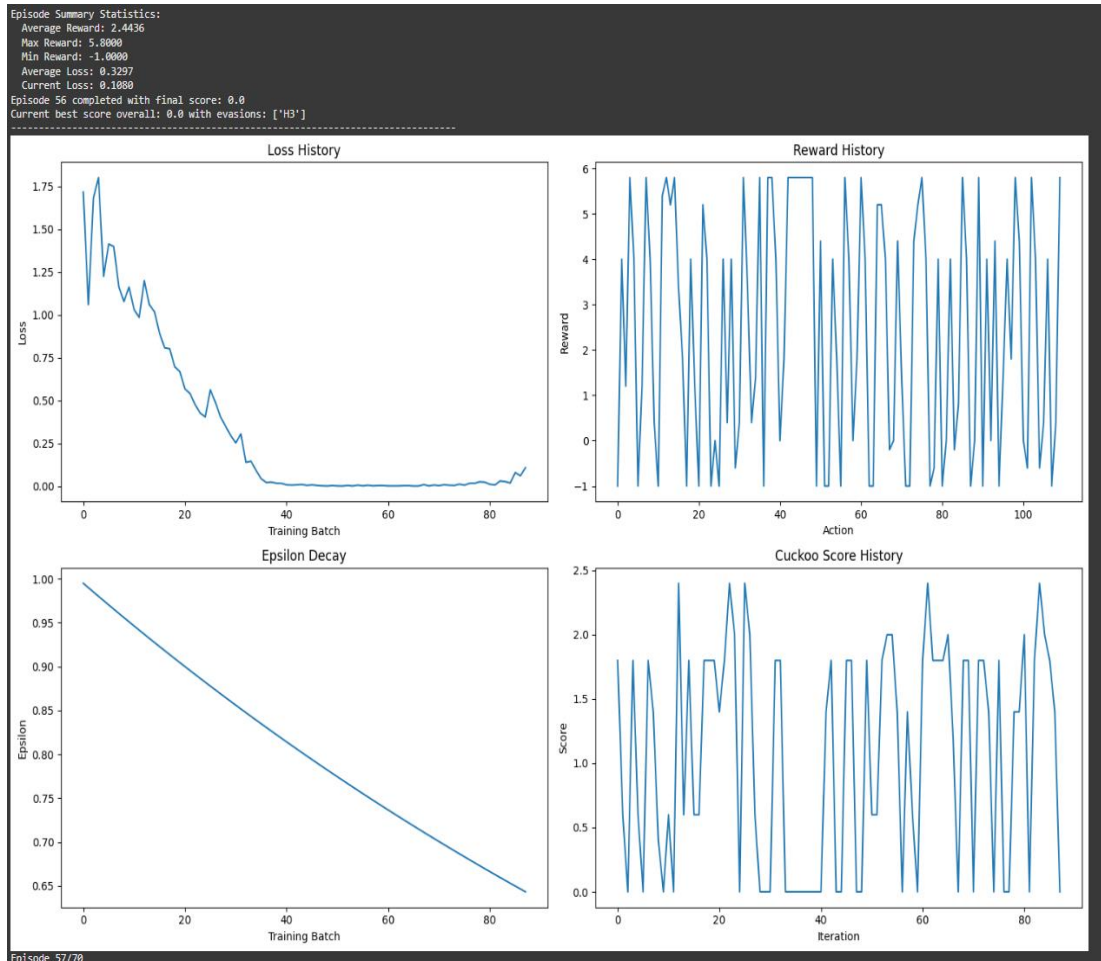 Episode Summary Statistics:
Average Reward: 2.4436
Max Reward: 5.8000
Min Reward: -1.0000
Average Loss: 0.3297
Current Loss: 0.1080
Episode 56 completed with final score: 0.0
Current best score overall: 0.0 with evasions: ['H3']
--------------------------------------------------------------------------------
Loss History
1.75
1.50
1.25
1.00
0.75
0.50
0.25
0.00
Loss
0 20 40 60 80
Training Batch
Reward History
6
5
4
3
2
1
0
−1
Reward
0 20 40 60 80 100
Action
Epsilon Decay
1.00
0.95
0.90
0.85
0.80
0.75
0.70
0.65
Epsilon
0 20 40 60 80
Training Batch
Cuckoo Score History
2.5
2.0
1.5
1.0
0.5
0.0
Score
0 20 40 60 80
Iteration
Episode 57/70